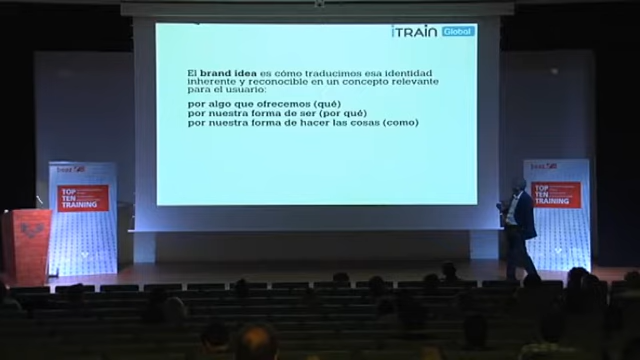 iTRAiN Global
El brand idea es cómo traducimos esa identidad
inherente y reconocible en un concepto relevante
para el usuario:
por algo que ofrecemos (qué)
por nuestra forma de ser (por qué)
por nuestra forma de hacer las cosas (como)
TOP
TEN
TRAINING
TOP
TEN
TRAINING